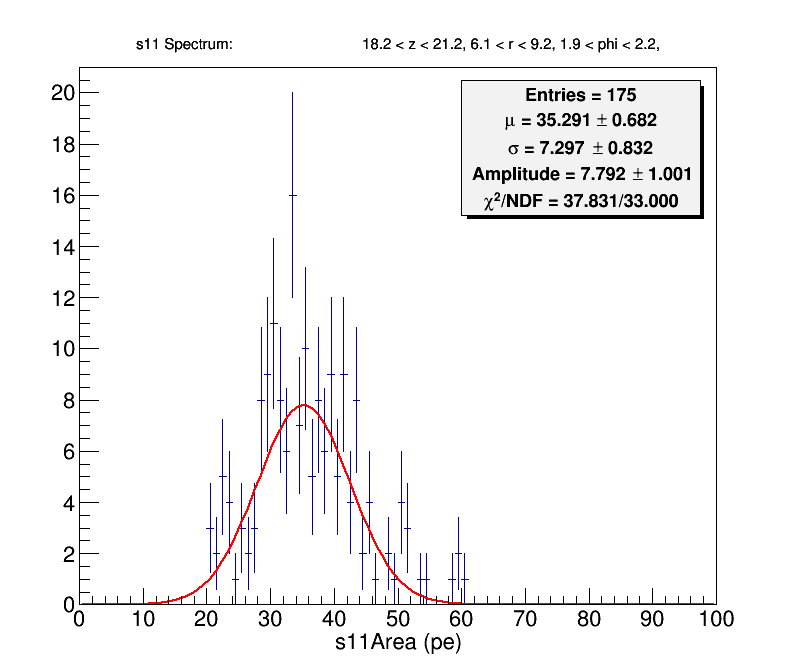 s11 Spectrum: 18.2 < z < 21.2, 6.1 < r < 9.2, 1.9 < phi < 2.2,
Entries = 175
μ = 35.291 ± 0.682
σ = 7.297 ± 0.832
Amplitude = 7.792 ± 1.001
χ²/NDF = 37.831/33.000
20
18
16
14
12
10
8
6
4
2
0
0 10 20 30 40 50 60 70 80 90 100
s11Area (pe)